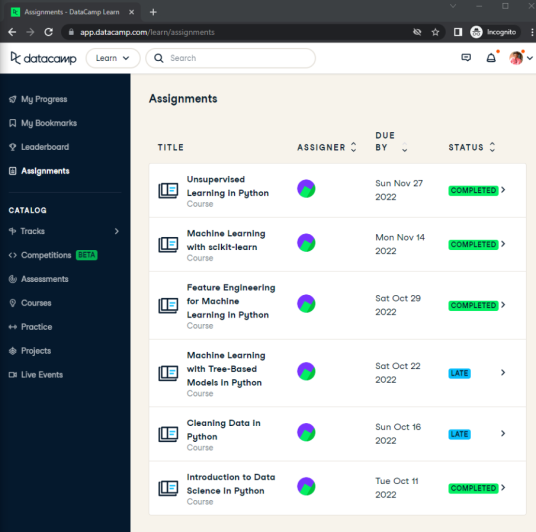 Assignments - DataCamp Learn
app.datacamp.com/learn/assignments
Incognito
datacamp
Learn
Search
My Progress
My Bookmarks
Leaderboard
Assignments
CATALOG
Tracks
Competitions BETA
Assessments
Courses
Practice
Projects
Live Events
Assignments
TITLE ASSIGNER DUE BY STATUS
Unsupervised
Learning in Python
Course
Sun Nov 27
2022
COMPLETED
Machine Learning
with scikit-learn
Course
Mon Nov 14
2022
COMPLETED
Feature Engineering
for Machine
Learning in Python
Course
Sat Oct 29
2022
COMPLETED
Machine Learning
with Tree-Based
Models in Python
Course
Sat Oct 22
2022
LATE
Cleaning Data in
Python
Course
Sun Oct 16
2022
LATE
Introduction to Data
Science in Python
Course
Tue Oct 11
2022
COMPLETED